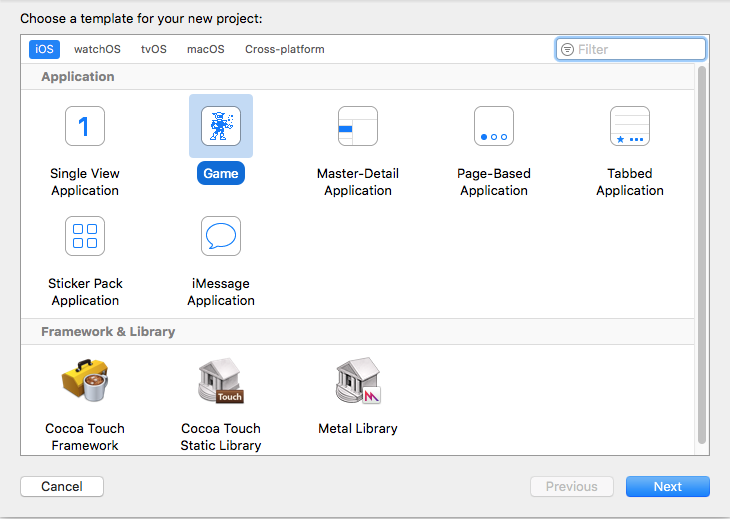 Choose a template for your new project:
iOS watchOS tvOS macOS Cross-platform Filter
Application
1
Single View
Application
Game
Master-Detail
Application
Page-Based
Application
Tabbed
Application
Sticker Pack
Application
iMessage
Application
Framework & Library
Touch
Cocoa Touch
Framework
Cocoa Touch
Static Library
Metal Library
Cancel Previous Next